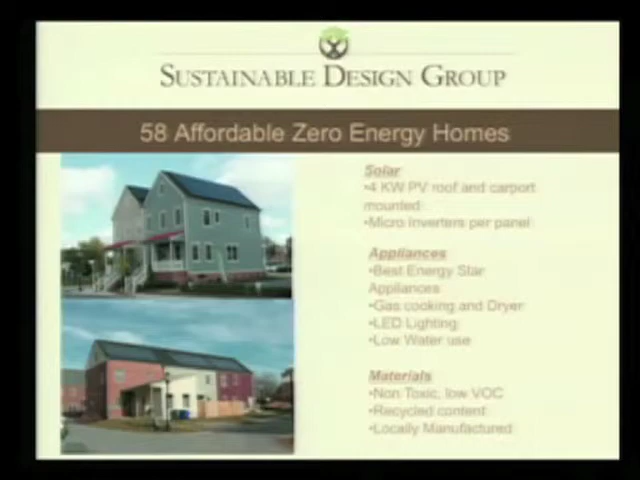 SUSTAINABLE DESIGN GROUP
58 Affordable Zero Energy Homes
Solar
•4 KW PV roof and carport
mounted
•Micro Inverters per panel
Appliances
•Best Energy Star
Appliances
•Gas cooking and Dryer
•LED Lighting
•Low Water use
Materials
•Non Toxic, low VOC
•Recycled content
•Locally Manufactured